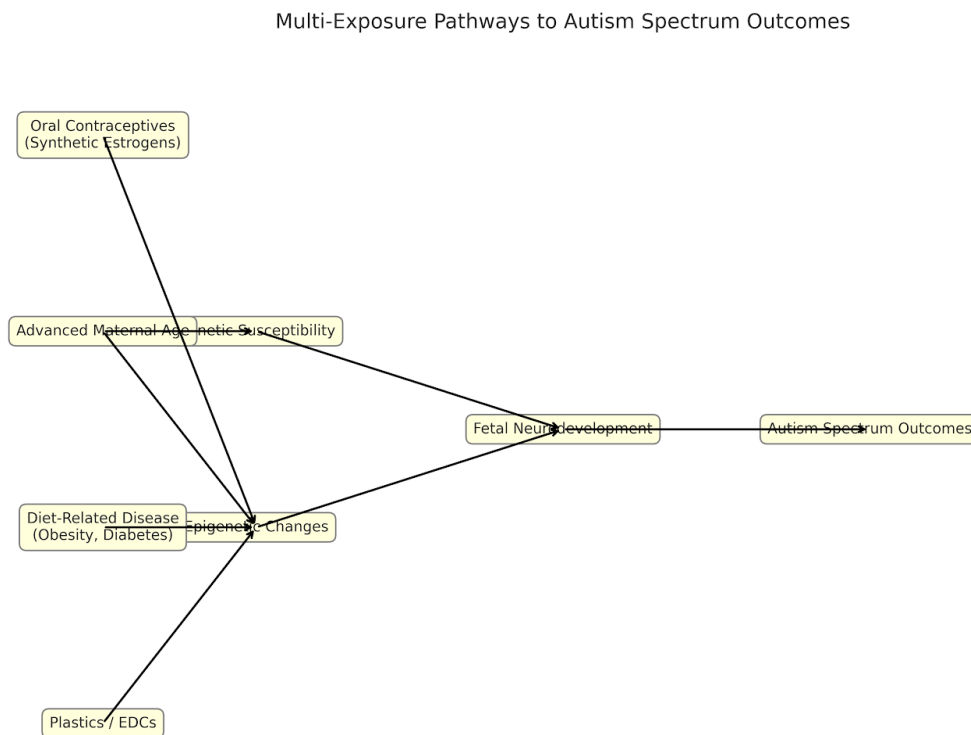 Multi-Exposure Pathways to Autism Spectrum Outcomes
Oral Contraceptives
(Synthetic Estrogens)
Advanced Maternal Age
netic Susceptibility
Fetal Neurodevelopment
Autism Spectrum Outcomes
Diet-Related Disease
(Obesity, Diabetes)
Epigenetic Changes
Plastics / EDCs